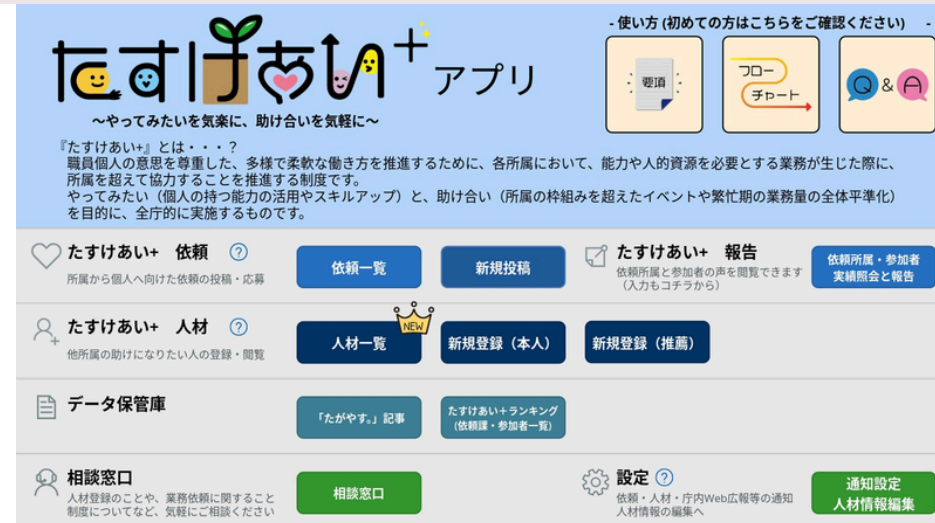 たすけあい+ アプリ
～やってみたいを気楽に、助け合いを気軽に～
- 使い方 (初めての方はこちらをご確認ください) -
要項
フロー
チャート
Q & A
『たすけあい+』とは・・・？
職員個人の意思を尊重した、多様で柔軟な働き方を推進するために、各所属において、能力や人的資源を必要とする業務が生じた際に、
所属を超えて協力することを推進する制度です。
やってみたい（個人の持つ能力の活用やスキルアップ）と、助け合い（所属の枠組みを超えたイベントや繁忙期の業務量の全体平準化）
を目的に、全庁的に実施するものです。
たすけあい+ 依頼 ?
所属から個人へ向けた依頼の投稿・応募
依頼一覧
新規投稿
たすけあい+ 報告
依頼所属と参加者の声を閲覧できます
（入力もコチラから）
依頼所属・参加者
実績照会と報告
たすけあい+ 人材 ?
他所属の助けになりたい人の登録・閲覧
NEW
人材一覧
新規登録（本人）
新規登録（推薦）
データ保管庫
「たがやす。」記事
たすけあい＋ランキング
(依頼課・参加者一覧)
相談窓口
人材登録のことや、業務依頼に関すること
制度についてなど、気軽にご相談ください
相談窓口
設定 ?
依頼・人材・庁内Web広報等の通知
人材情報の編集へ
通知設定
人材情報編集